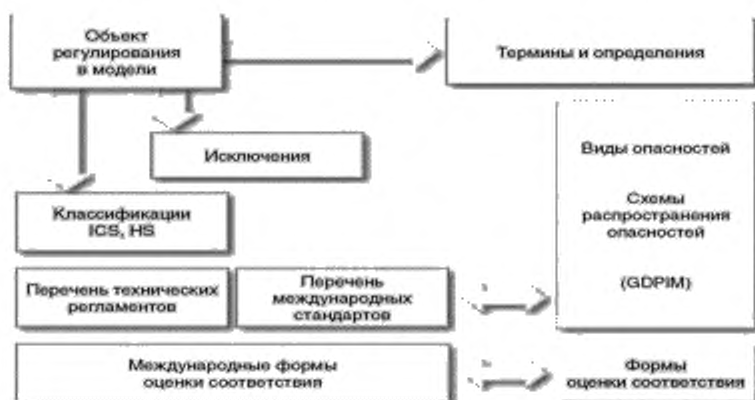 Объект
регулирования
в модели
Термины и определения
Исключения
Виды опасностей
Классификации
ICS, HS
Схемы
распространения
опасностей
Перечень технических
регламентов
Перечень
международных
стандартов
(GDPIM)
Международные формы
оценки соответствия
Формы
оценки соответствия